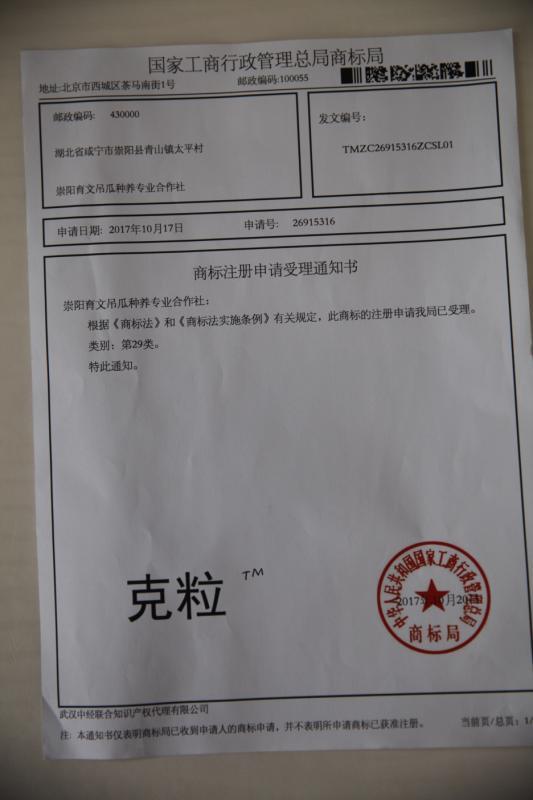 国家工商行政管理总局商标局
地址:北京市西城区茶马南街1号 邮政编码:100055
邮政编码: 430000
湖北省咸宁市崇阳县青山镇太平村
崇阳育文吊瓜种养专业合作社
发文编号:
TMZC26915316ZCSL01
申请日期: 2017年10月17日 申请号: 26915316
商标注册申请受理通知书
崇阳育文吊瓜种养专业合作社:
根据《商标法》和《商标法实施条例》有关规定，此商标的注册申请我局已受理。
类别: 第29类。
特此通知。
克粒 TM
中华人民共和国国家工商行政管理总局
商标局
武汉中经联合知识产权代理有限公司
注: 本通知书仅表明商标局已收到申请人的商标申请，并不表明所申请商标已获准注册。 当前页/总页: 1/